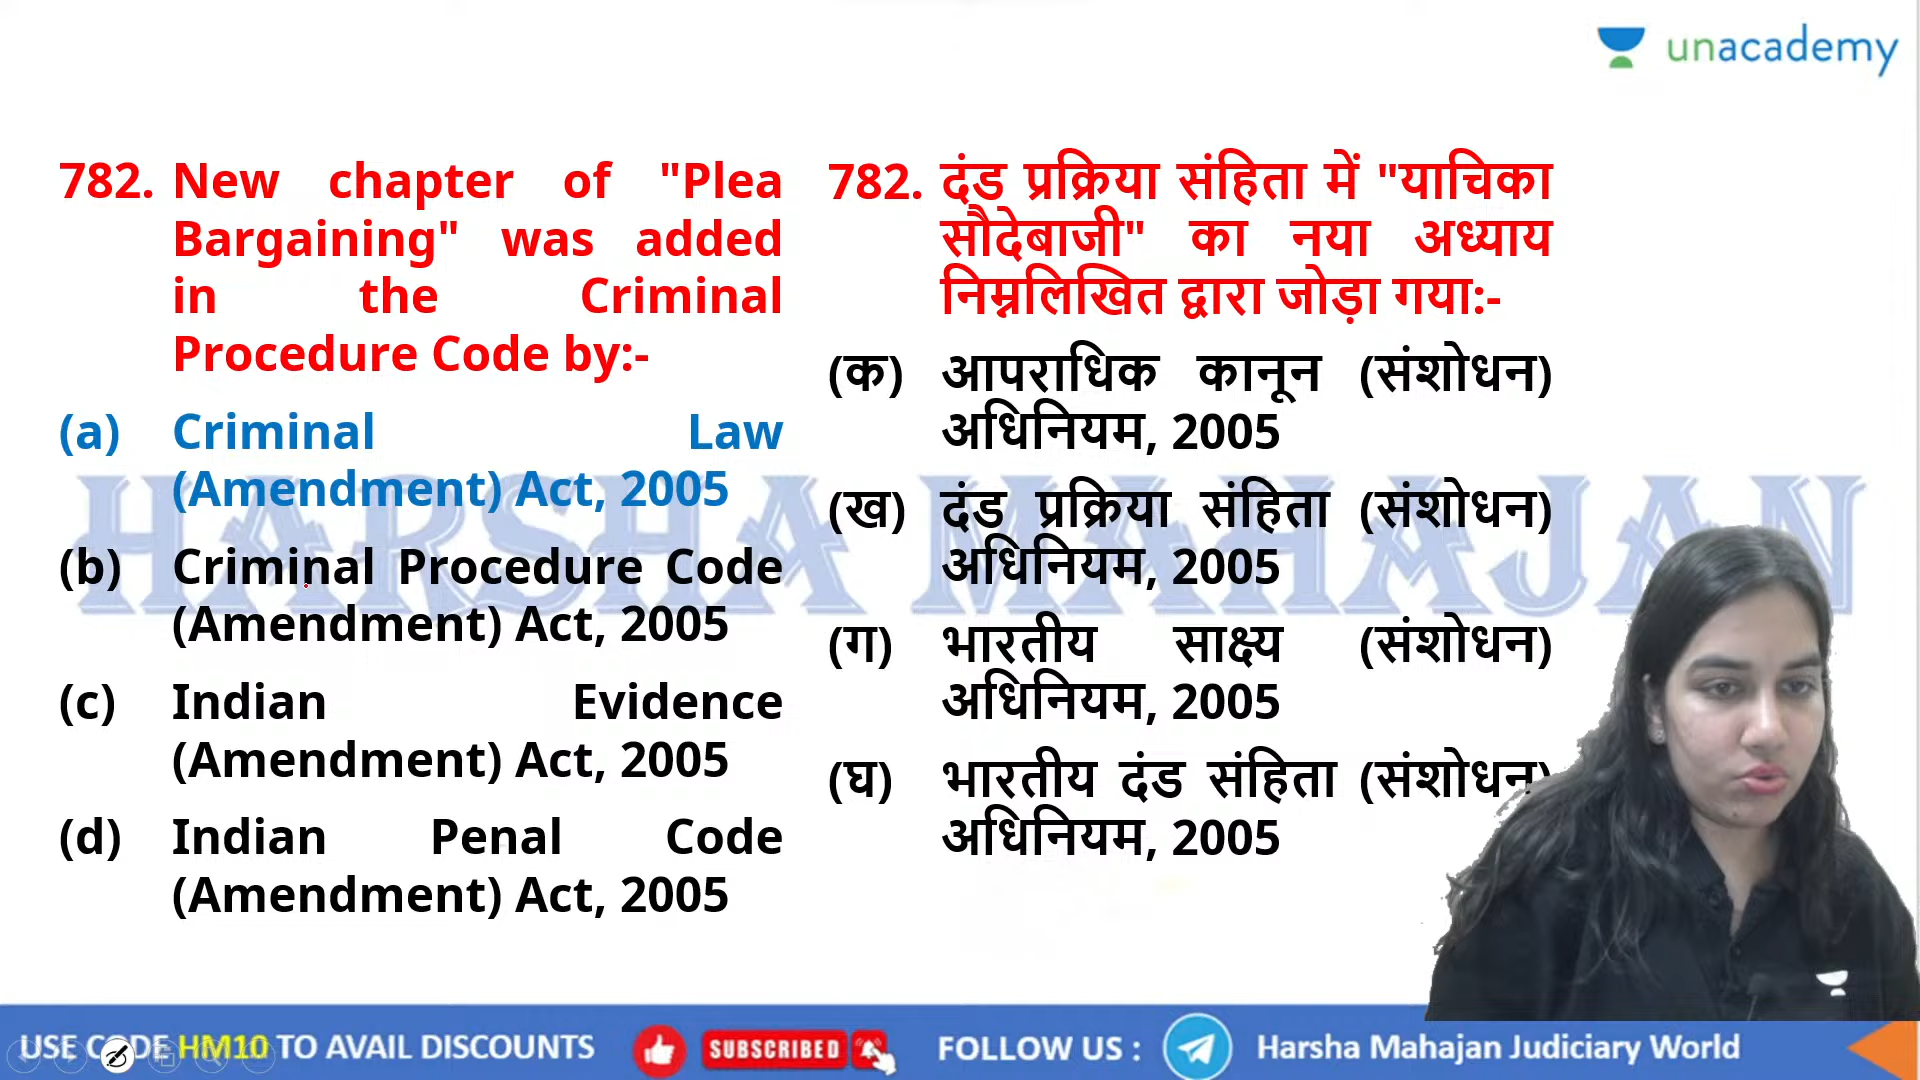 unacademy
782. New chapter of "Plea
Bargaining" was added
in the Criminal
Procedure Code by:-
(a) Criminal Law
(Amendment) Act, 2005
(b) Criminal Procedure Code
(Amendment) Act, 2005
(c) Indian Evidence
(Amendment) Act, 2005
(d) Indian Penal Code
(Amendment) Act, 2005
782. दंड प्रक्रिया संहिता में "याचिका
सौदेबाजी" का नया अध्याय
निम्नलिखित द्वारा जोड़ा गया:-
(क) आपराधिक कानून (संशोधन)
अधिनियम, 2005
(ख) दंड प्रक्रिया संहिता (संशोधन)
अधिनियम, 2005
(ग) भारतीय साक्ष्य (संशोधन)
अधिनियम, 2005
(घ) भारतीय दंड संहिता (संशोधन)
अधिनियम, 2005
HARSHA MAHAJAN
USE CODE HM10 TO AVAIL DISCOUNTS
SUBSCRIBED
FOLLOW US :
Harsha Mahajan Judiciary World